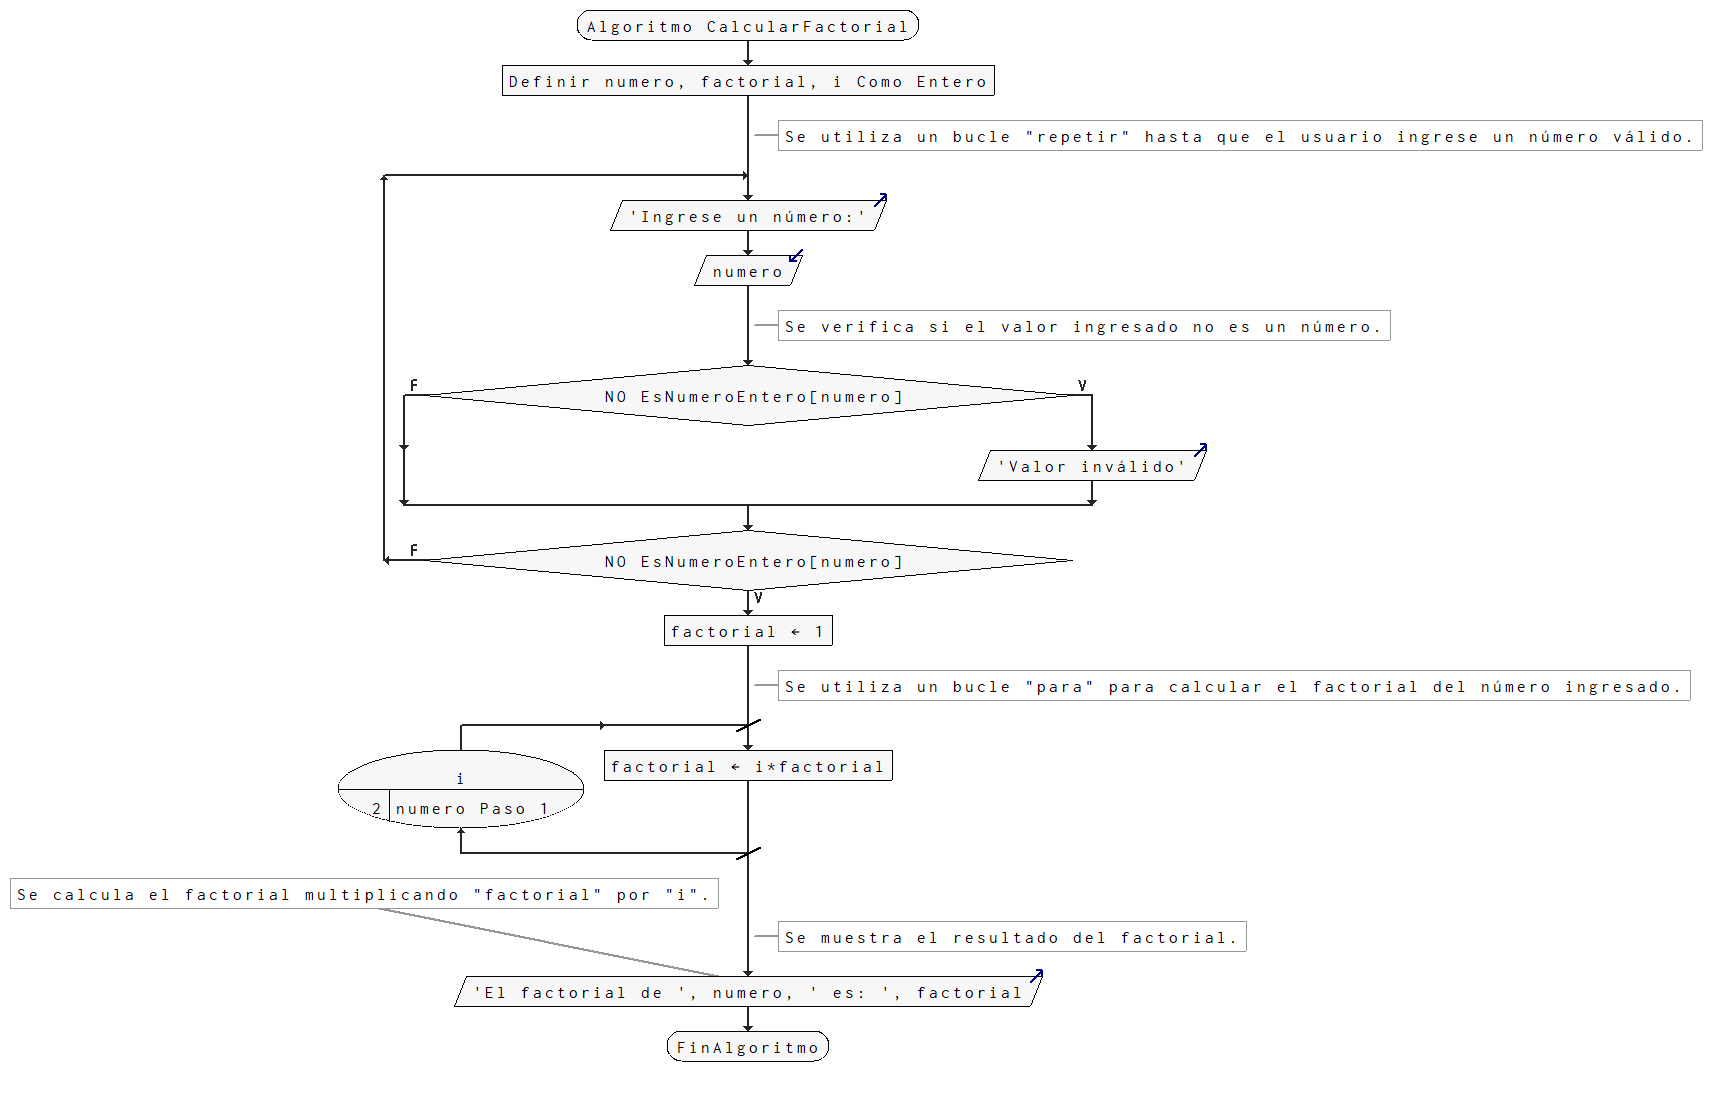 Algoritmo CalcularFactorial
Definir numero, factorial, i Como Entero
Se utiliza un bucle "repetir" hasta que el usuario ingrese un número válido.
'Ingrese un número:'
numero
Se verifica si el valor ingresado no es un número.
F
V
NO EsNumeroEntero[numero]
'Valor inválido'
F
NO EsNumeroEntero[numero]
V
factorial ← 1
Se utiliza un bucle "para" para calcular el factorial del número ingresado.
factorial ← i*factorial
i
2 numero Paso 1
Se calcula el factorial multiplicando "factorial" por "i".
Se muestra el resultado del factorial.
'El factorial de ', numero, ' es: ', factorial
FinAlgoritmo